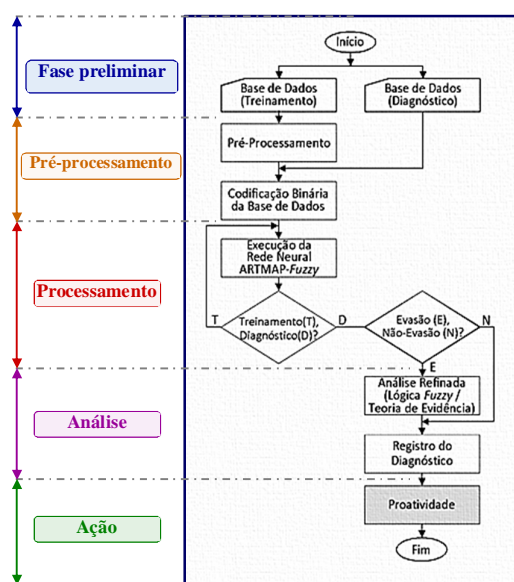 Início
Fase preliminar
Base de Dados
(Treinamento)
Base de Dados
(Diagnóstico)
Pré-Processamento
Pré-processamento
Codificação Binária
da Base de Dados
Execução da
Rede Neural
ARTMAP-Fuzzy
Processamento
T
Treinamento(T),
Diagnóstico(D)?
D
Evasão (E),
Não-Evasão (N)?
N
E
Análise Refinada
(Lógica Fuzzy /
Teoria de Evidência)
Análise
Registro do
Diagnóstico
Proatividade
Ação
Fim